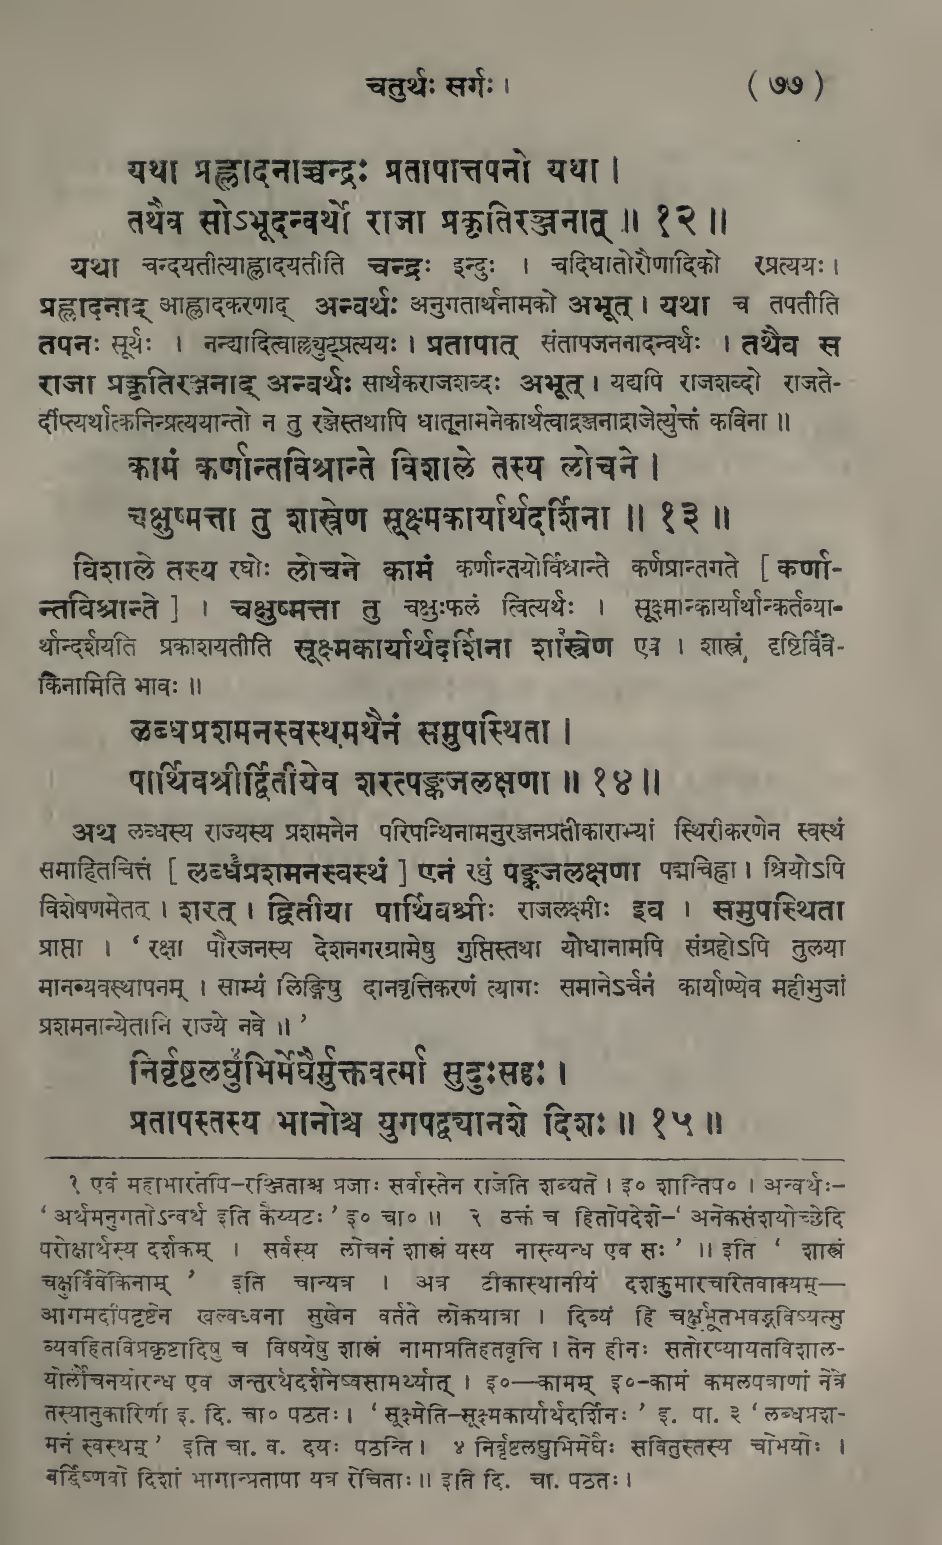 चतुर्थः सर्गः। ( ७७ )
यथा प्रह्लादनाच्चन्द्रः प्रतापात्तपनो यथा।
तथैव सोऽभूदन्वर्थो राजा प्रकृतिरञ्जनात् ॥ १२ ॥
यथा चन्दयतीत्याह्लादयतीति चन्द्रः इन्दुः । चदिधातोरौणादिको रप्रत्ययः।
प्रह्लादनाद् आह्लादकरणाद् अन्वर्थः अनुगतार्थनामको अभूत्। यथा च तपतीति
तपनः सूर्यः । नन्द्यादित्वाल्ल्युट्प्रत्ययः। प्रतापात् संतापजननादन्वर्थः । तथैव स
राजा प्रकृतिरञ्जनाद् अन्वर्थः सार्थकराजशब्दः अभूत्। यद्यपि राजशब्दो राजते-
र्दीप्त्यर्थात्कनिन्प्रत्ययान्तो न तु रञ्जेस्तथापि धातूनामनेकार्थत्वाद्रञ्जनाद्राजेत्युक्तं कविना ॥
कामं कर्णान्तविश्रान्ते विशाले तस्य लोचने।
चक्षुष्मत्ता तु शास्त्रेण सूक्ष्मकार्यार्थदर्शिना ॥ १३ ॥
विशाले तस्य रघोः लोचने कामं कर्णान्तयोर्विश्रान्ते कर्णप्रान्तगते [ कर्णा-
न्तविश्रान्ते ] । चक्षुष्मत्ता तु चक्षुःफलं त्वित्यर्थः । सूक्ष्मान्कार्यार्थान्कर्तव्या-
र्थान्दर्शयति प्रकाशयतीति सूक्ष्मकार्यार्थदर्शिना शास्त्रेण एव । शास्त्रं दृष्टिर्विवे-
किनामिति भावः ॥
लब्धप्रशमनस्वस्थमथैनं समुपस्थिता।
पार्थिवश्रीर्द्वितीयेव शरत्पङ्कजलक्षणा ॥ १४ ॥
अथ लब्धस्य राज्यस्य प्रशमनेन परिपन्थिनामनुरञ्जनप्रतीकाराभ्यां स्थिरीकरणेन स्वस्थं
समाहितचित्तं [ लब्धप्रशमनस्वस्थं ] एनं रघुं पङ्कजलक्षणा पद्मचिह्ना। श्रियोऽपि
विशेषणमेतत्। शरत्। द्वितीया पार्थिवश्रीः राजलक्ष्मीः इव । समुपस्थिता
प्राप्ता । ‘रक्षा पौरजनस्य देशनगरग्रामेषु गुप्तिस्तथा योधानामपि संग्रहोऽपि तुलया
मानव्यवस्थापनम् । साम्यं लिङ्गिषु दानवृत्तिकरणं त्यागः समानेऽर्चनं कार्याण्येव महीभुजां
प्रशमनान्येतानि राज्ये नवे ॥’
निर्वृष्टलघुभिर्मेघैर्मुक्तवर्त्मा सुदुःसहः।
प्रतापस्तस्य भानोश्च युगपद्व्यानशे दिशः ॥ १५ ॥
१ एवं महाभारतेपि–रञ्जिताश्च प्रजाः सर्वास्तेन राजेति शब्द्यते। इ० शान्तिप०। अन्वर्थः–
‘अर्थमनुगतोऽन्वर्थ इति कैय्यटः’ इ० चा० ॥ २ उक्तं च हितोपदेशे–‘अनेकसंशयोच्छेदि
परोक्षार्थस्य दर्शकम् । सर्वस्य लोचनं शास्त्रं यस्य नास्त्यन्ध एव सः’ ॥ इति ‘शास्त्रं
चक्षुर्विवेकिनाम्’ इति चान्यत्र । अत्र टीकास्थानीयं दशकुमारचरितवाक्यम्—
आगमदीपदृष्टेन खल्वध्वना सुखेन वर्तते लोकयात्रा । दिव्यं हि चक्षुर्भूतभवद्भविष्यत्सु
व्यवहितविप्रकृष्टादिषु च विषयेषु शास्त्रं नामाप्रतिहतवृत्ति। तेन हीनः सतोरप्यायतविशाल-
योर्लोचनयोरन्ध एव जन्तुरर्थदर्शनेष्वसामर्थ्यात्। इ०—कामम् इ०–कामं कमलपत्राणां नेत्रे
तस्यानुकारिणी इ. दि. चा० पठतः। ‘सूक्ष्मेति–सूक्ष्मकार्यार्थदर्शिनः’ इ. पा. ३ ‘लब्धप्रश-
मनं स्वस्थम्’ इति चा. व. दयः पठन्ति। ४ निर्वृष्टलघुभिर्मेघैः सवितुस्तस्य चोभयोः ।
वर्द्धिष्णवो दिशां भागान्प्रतापा यत्र रेचिताः॥ इति दि. चा. पठतः।